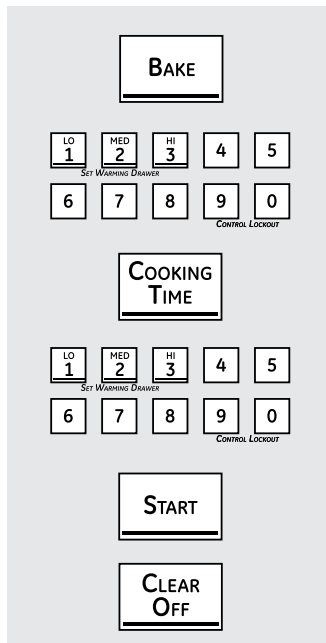 BAKE
LO MED HI
1 2 3 4 5
SET WARMING DRAWER
6 7 8 9 0
CONTROL LOCKOUT
COOKING
TIME
LO MED HI
1 2 3 4 5
SET WARMING DRAWER
6 7 8 9 0
CONTROL LOCKOUT
START
CLEAR
OFF